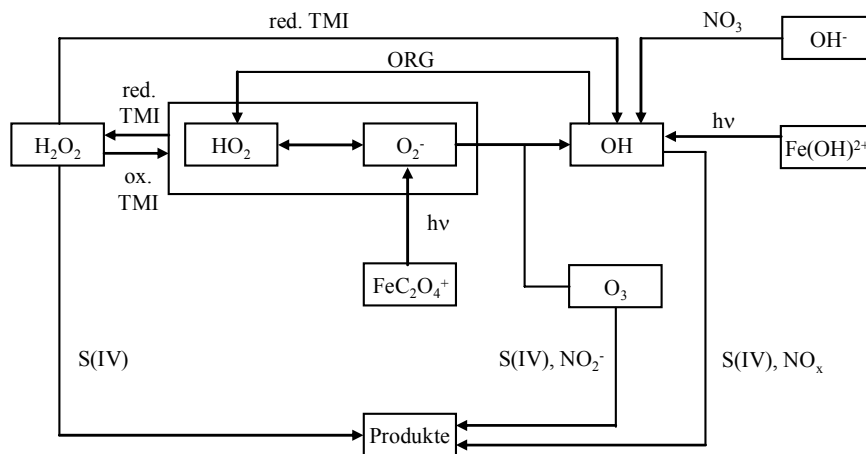 red. TMI
NO₃
OH⁻
ORG
red.
TMI
hν
H₂O₂
HO₂
O₂⁻
OH
Fe(OH)²⁺
ox.
TMI
hν
FeC₂O₄⁺
O₃
S(IV)
S(IV), NO₂⁻
S(IV), NOₓ
Produkte